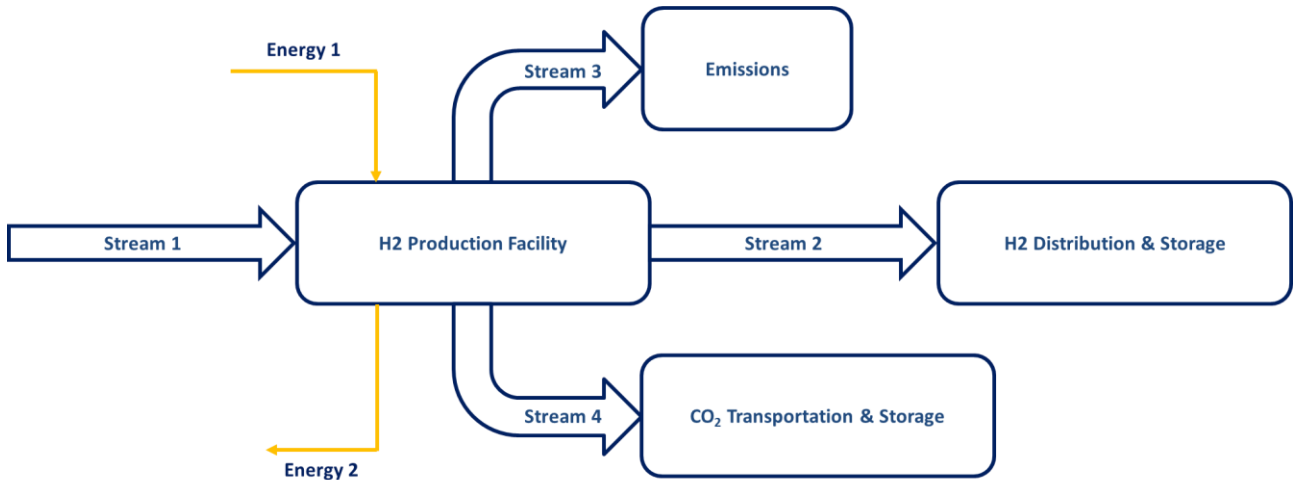 Energy 1
Stream 3
Emissions
Stream 1
H2 Production Facility
Stream 2
H2 Distribution & Storage
Stream 4
CO₂ Transportation & Storage
Energy 2